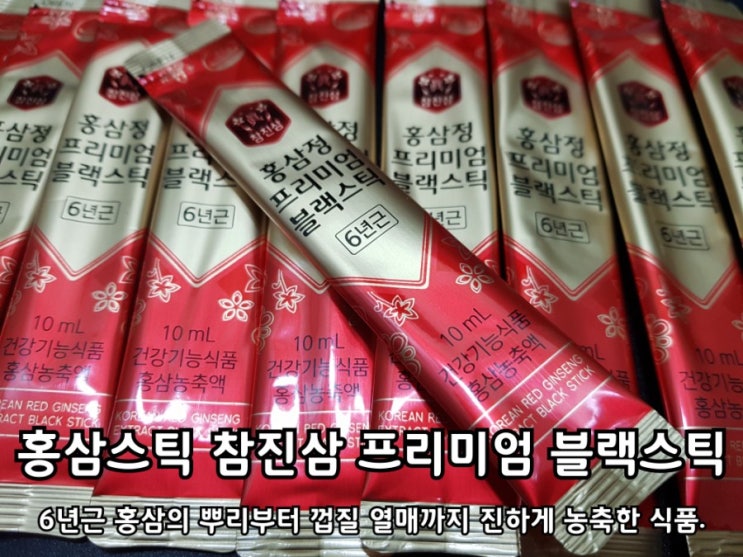 참진삼
홍삼정
프리미엄
블랙스틱
6년근
10 mL
건강기능식품
홍삼농축액
KOREAN RED GINSENG
EXTRACT BLACK STICK
홍삼스틱 참진삼 프리미엄 블랙스틱
6년근 홍삼의 뿌리부터 껍질 열매까지 진하게 농축한 식품.